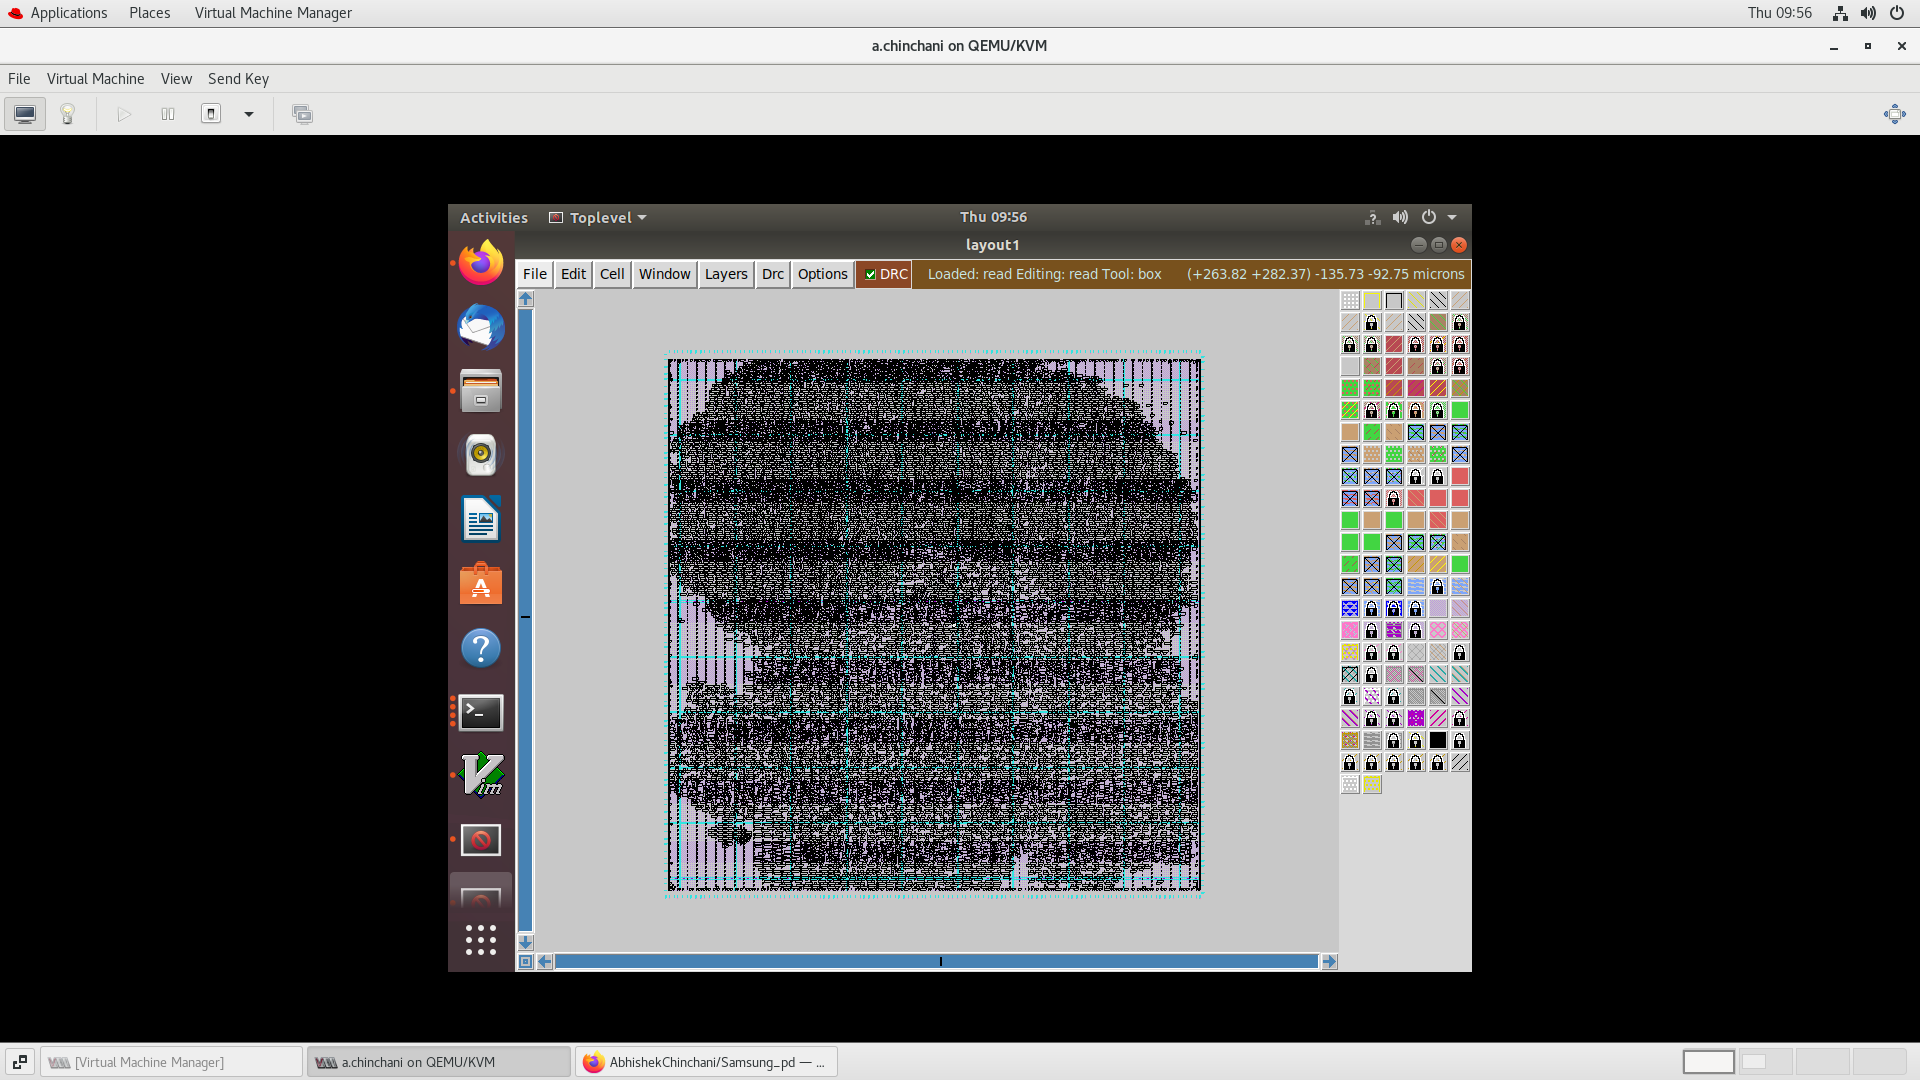 Applications Places Virtual Machine Manager Thu 09:56
a.chinchani on QEMU/KVM
File Virtual Machine View Send Key
Activities Toplevel Thu 09:56
layout1
File Edit Cell Window Layers Drc Options DRC Loaded: read Editing: read Tool: box (+263.82 +282.37) -135.73 -92.75 microns
[Virtual Machine Manager] a.chinchani on QEMU/KVM AbhishekChinchani/Samsung_pd — ...